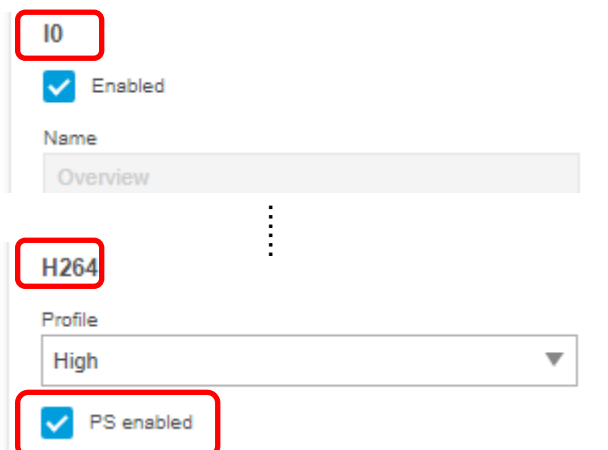 I0
Enabled
Name
Overview
H264
Profile
High
PS enabled